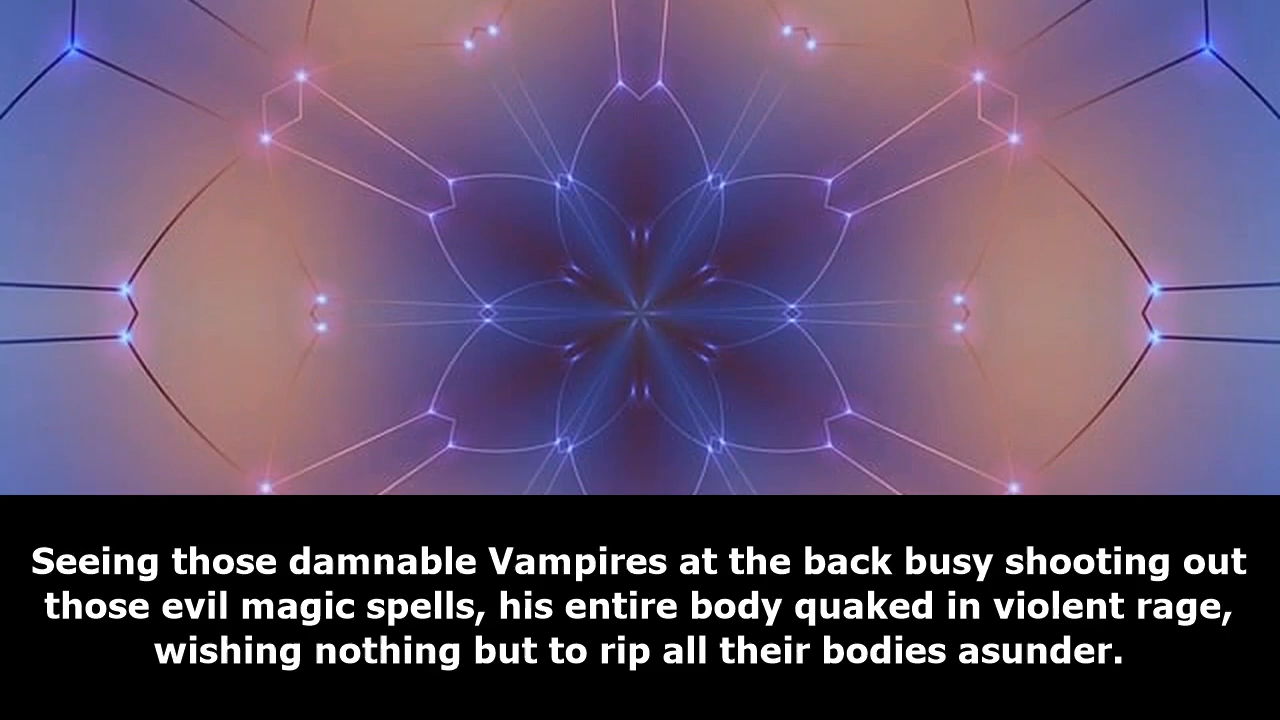 Seeing those damnable Vampires at the back busy shooting out
those evil magic spells, his entire body quaked in violent rage,
wishing nothing but to rip all their bodies asunder.